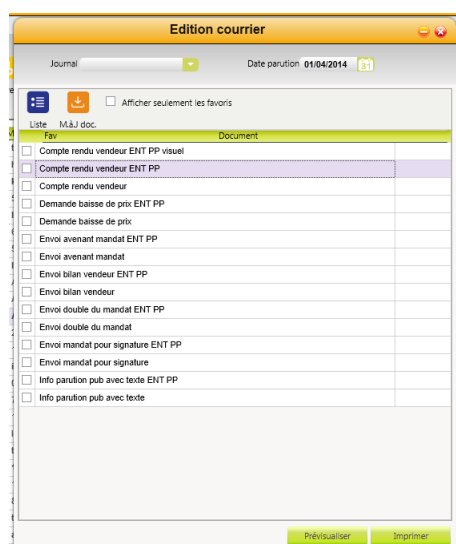 Edition courrier
Journal Date parution 01/04/2014 31
Afficher seulement les favoris
Liste M.à.J doc.
Fav Document
Compte rendu vendeur ENT PP visuel
Compte rendu vendeur ENT PP
Compte rendu vendeur
Demande baisse de prix ENT PP
Demande baisse de prix
Envoi avenant mandat ENT PP
Envoi avenant mandat
Envoi bilan vendeur ENT PP
Envoi bilan vendeur
Envoi double du mandat ENT PP
Envoi double du mandat
Envoi mandat pour signature ENT PP
Envoi mandat pour signature
Info parution pub avec texte ENT PP
Info parution pub avec texte
Prévisualiser Imprimer